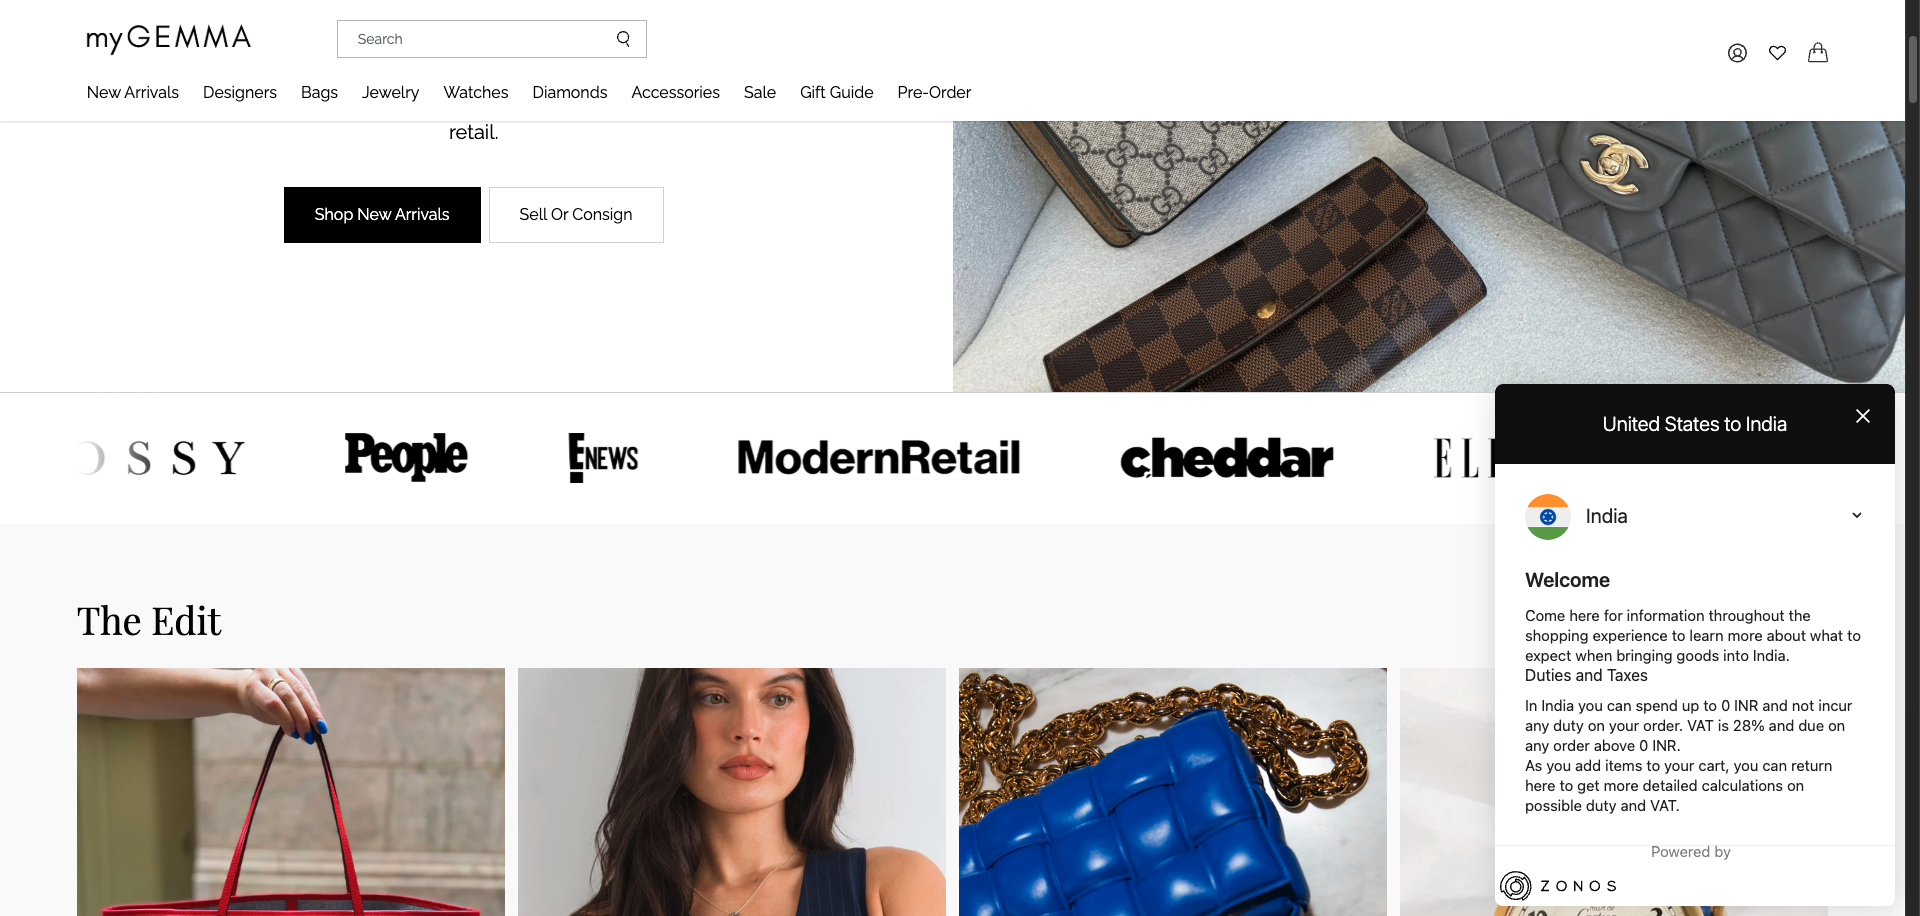 myGEMMA
Search
New Arrivals
Designers
Bags
Jewelry
Watches
Diamonds
Accessories
Sale
Gift Guide
Pre-Order
retail.
Shop New Arrivals
Sell Or Consign
OSSY
People
E NEWS
ModernRetail
cheddar
The Edit
United States to India
India
Welcome
Come here for information throughout the
shopping experience to learn more about what to
expect when bringing goods into India.
Duties and Taxes
In India you can spend up to 0 INR and not incur
any duty on your order. VAT is 28% and due on
any order above 0 INR.
As you add items to your cart, you can return
here to get more detailed calculations on
possible duty and VAT.
Powered by
ZONOS